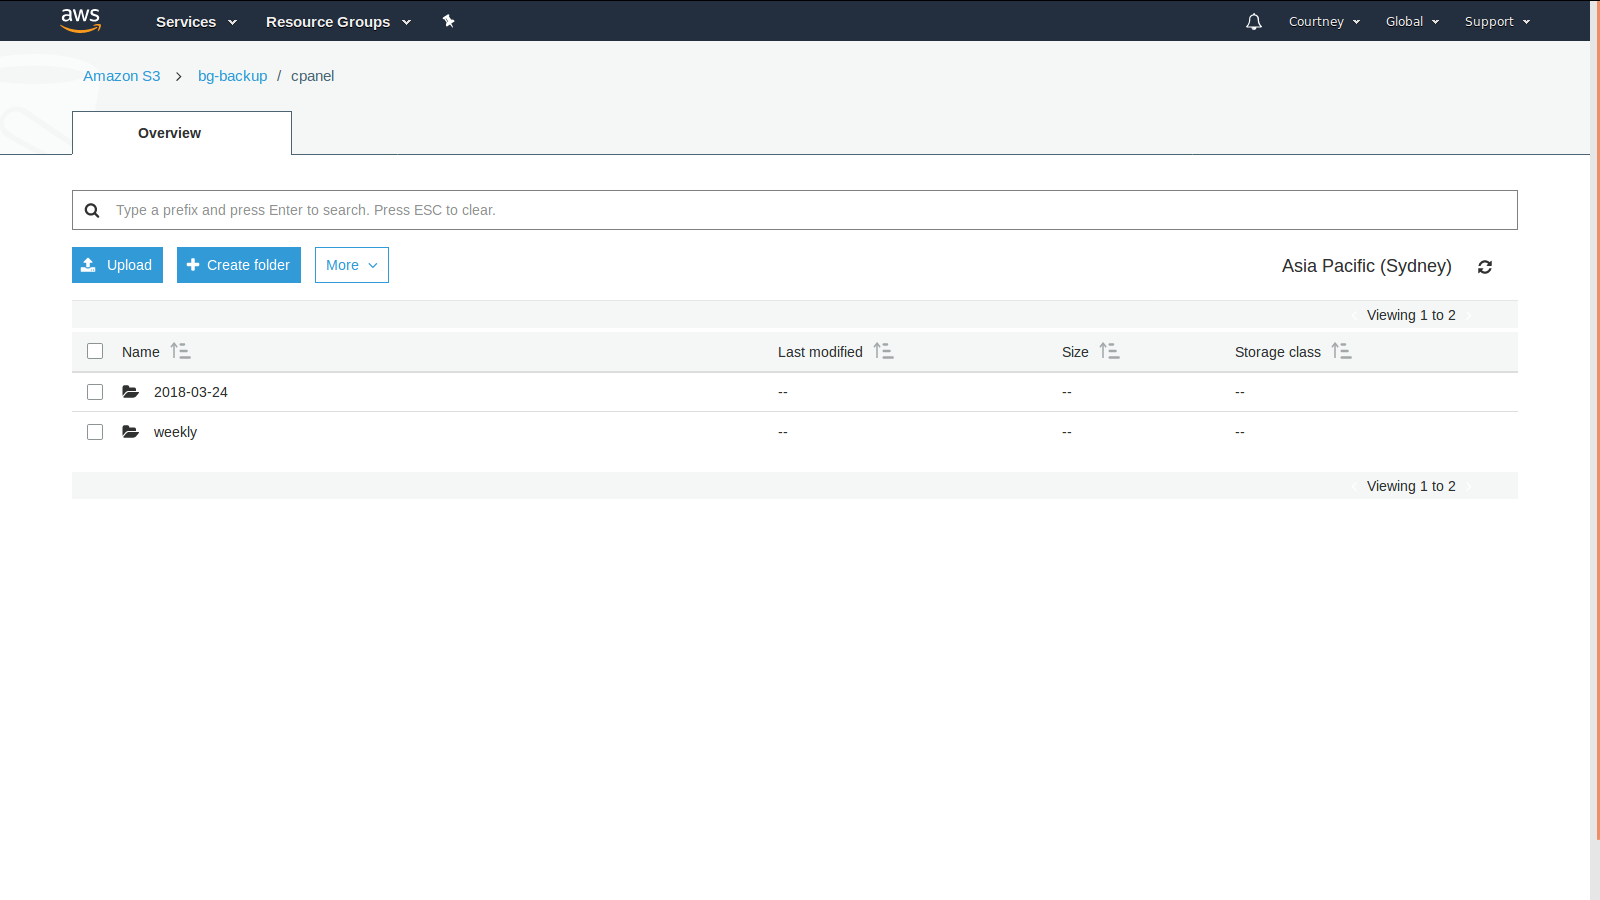 aws Services Resource Groups Courtney Global Support
Amazon S3 > bg-backup / cpanel
Overview
Type a prefix and press Enter to search. Press ESC to clear.
Upload Create folder More Asia Pacific (Sydney)
Viewing 1 to 2
Name Last modified Size Storage class
2018-03-24 -- -- --
weekly -- -- --
Viewing 1 to 2